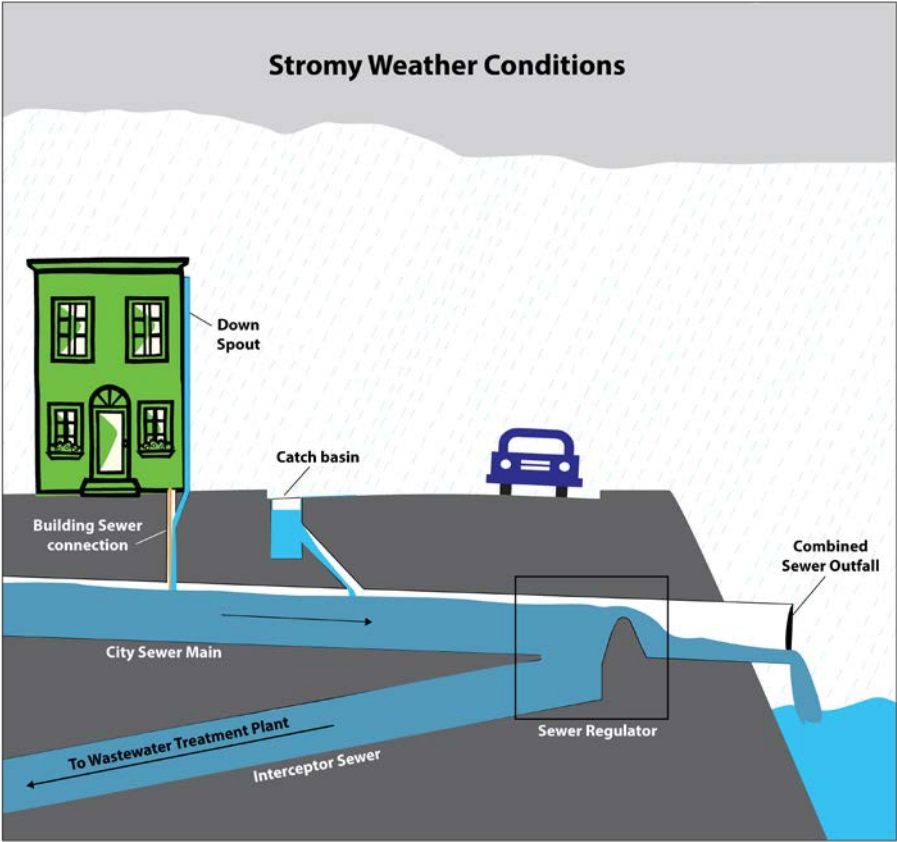 Stromy Weather Conditions
Down
Spout
Catch basin
Building Sewer
connection
Combined
Sewer Outfall
City Sewer Main
Sewer Regulator
To Wastewater Treatment Plant
Interceptor Sewer